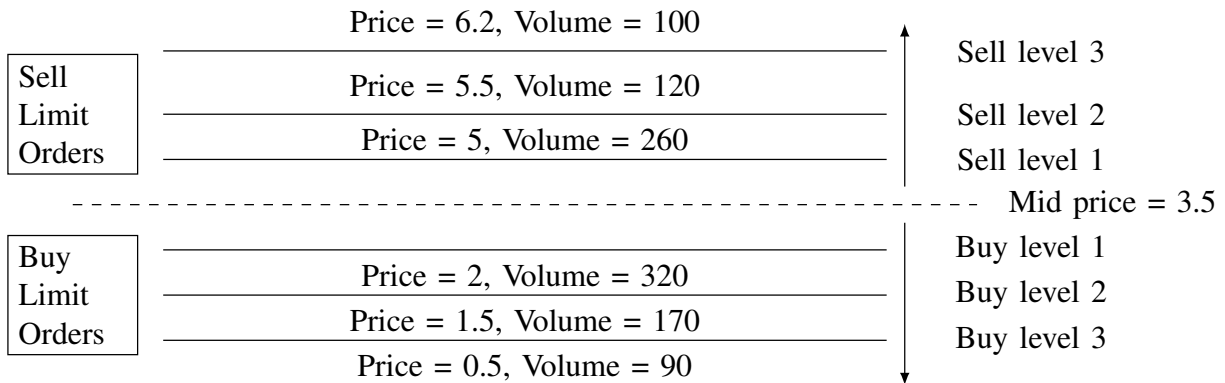 Price = 6.2, Volume = 100
Sell level 3
Sell
Limit
Orders
Price = 5.5, Volume = 120
Sell level 2
Price = 5, Volume = 260
Sell level 1
Mid price = 3.5
Buy
Limit
Orders
Buy level 1
Price = 2, Volume = 320
Buy level 2
Price = 1.5, Volume = 170
Buy level 3
Price = 0.5, Volume = 90